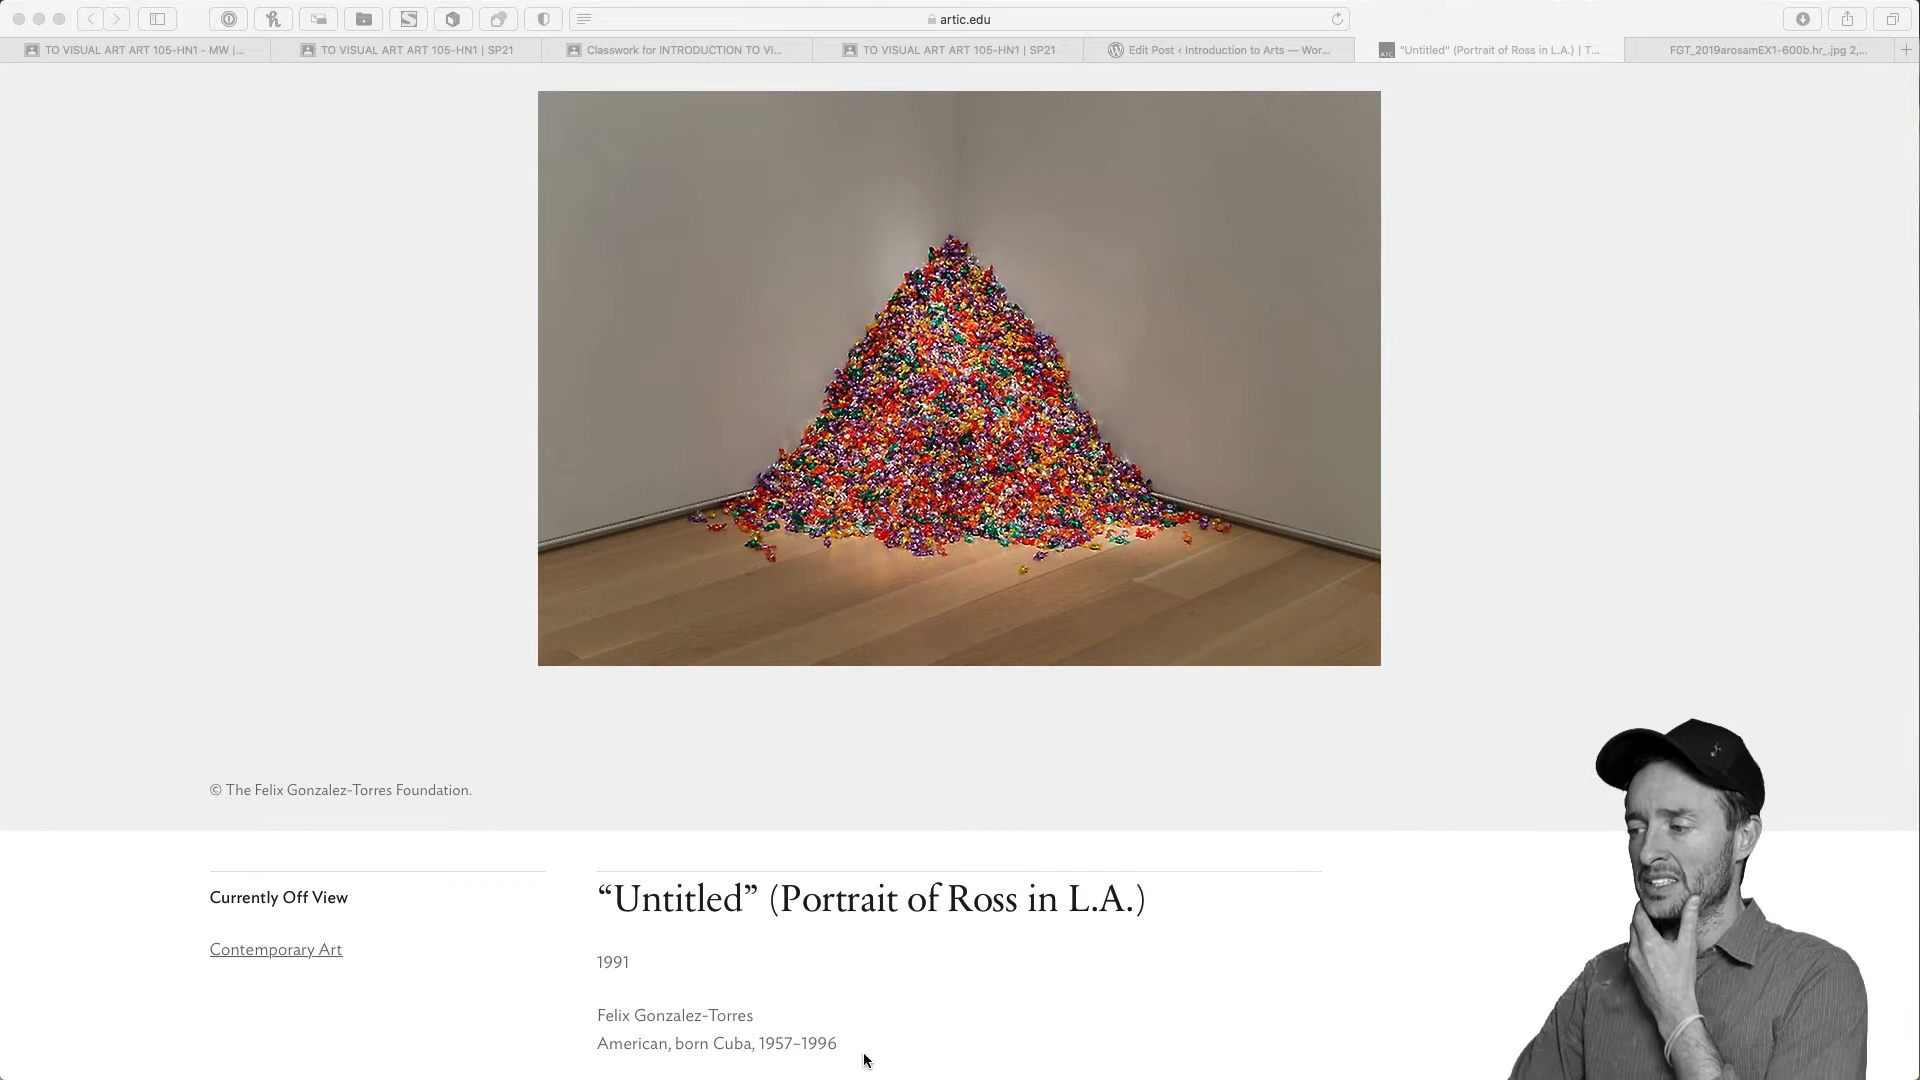 artic.edu
TO VISUAL ART ART 105-HN1 - MW |...
TO VISUAL ART ART 105-HN1 | SP21
Classwork for INTRODUCTION TO VI...
TO VISUAL ART ART 105-HN1 | SP21
Edit Post ‹ Introduction to Arts — Wor...
"Untitled" (Portrait of Ross in L.A.) | T...
FGT_2019arosamEX1-600b.hr_.jpg 2,...
© The Felix Gonzalez-Torres Foundation.
Currently Off View
Contemporary Art
“Untitled” (Portrait of Ross in L.A.)
1991
Felix Gonzalez-Torres
American, born Cuba, 1957–1996